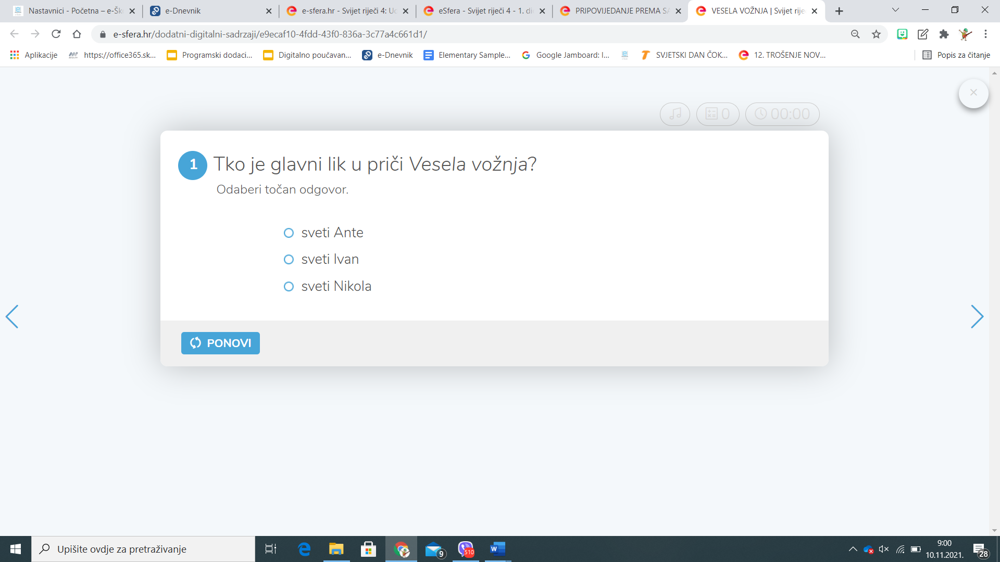 Nastavnici - Početna – e-Ško
e-Dnevnik
e-sfera.hr - Svijet riječi 4: Ud
eSfera - Svijet riječi 4 - 1. di
PRIPOVIJEDANJE PREMA SA
VESELA VOŽNJA | Svijet rije
e-sfera.hr/dodatni-digitalni-sadrzaji/e9ecaf10-4fdd-43f0-836a-3c77a4c661d1/
Aplikacije
https://office365.sk...
Programski dodaci...
Digitalno poučavan...
e-Dnevnik
Elementary Sample...
Google Jamboard: I...
SVJETSKI DAN ČOK...
12. TROŠENJE NOV...
Popis za čitanje
0
00:00
1 Tko je glavni lik u priči Vesela vožnja?
Odaberi točan odgovor.
sveti Ante
sveti Ivan
sveti Nikola
PONOVI
Upišite ovdje za pretraživanje
9
510
9:00
10.11.2021.
28